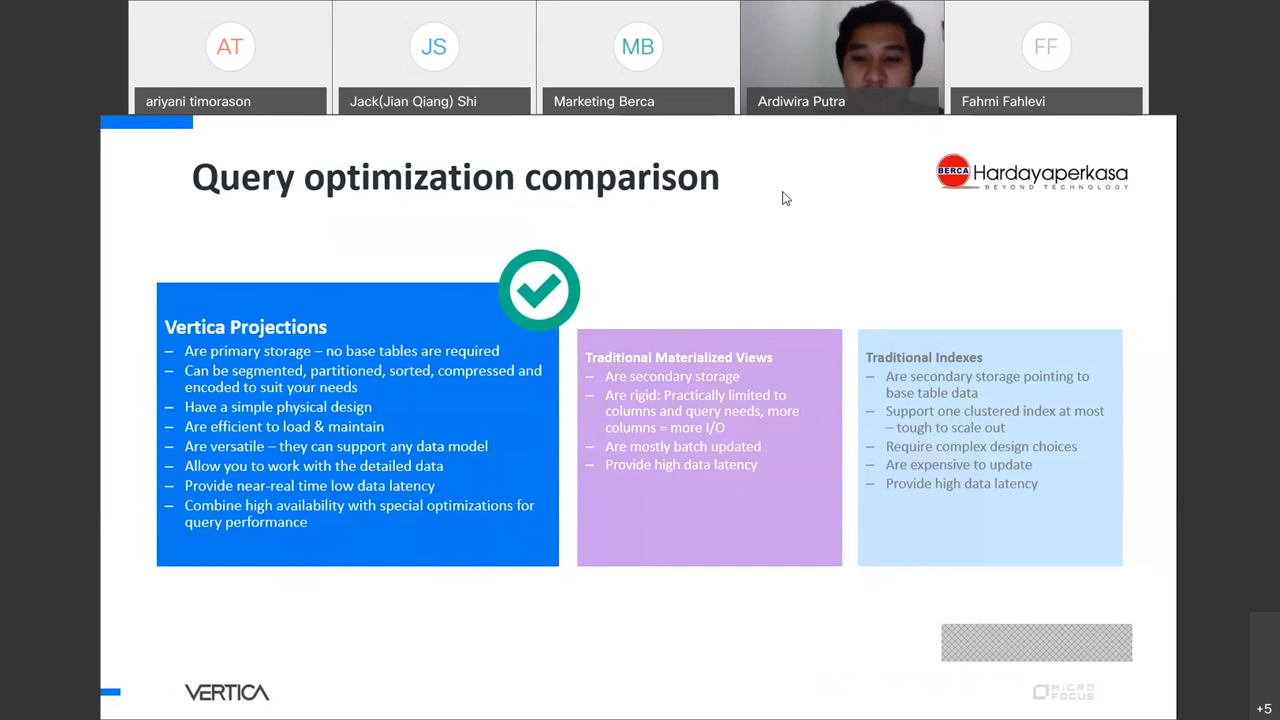 AT
JS
MB
FF
ariyani timorason
Jack(Jian Qiang) Shi
Marketing Berca
Ardiwira Putra
Fahmi Fahlevi
Query optimization comparison
BERCA
Hardayaperkasa
BEYOND TECHNOLOGY
Vertica Projections
– Are primary storage – no base tables are required
– Can be segmented, partitioned, sorted, compressed and
encoded to suit your needs
– Have a simple physical design
– Are efficient to load & maintain
– Are versatile – they can support any data model
– Allow you to work with the detailed data
– Provide near-real time low data latency
– Combine high availability with special optimizations for
query performance
Traditional Materialized Views
– Are secondary storage
– Are rigid: Practically limited to
columns and query needs, more
columns = more I/O
– Are mostly batch updated
– Provide high data latency
Traditional Indexes
– Are secondary storage pointing to
base table data
– Support one clustered index at most
– tough to scale out
– Require complex design choices
– Are expensive to update
– Provide high data latency
VERTICA
MICRO
FOCUS
+5